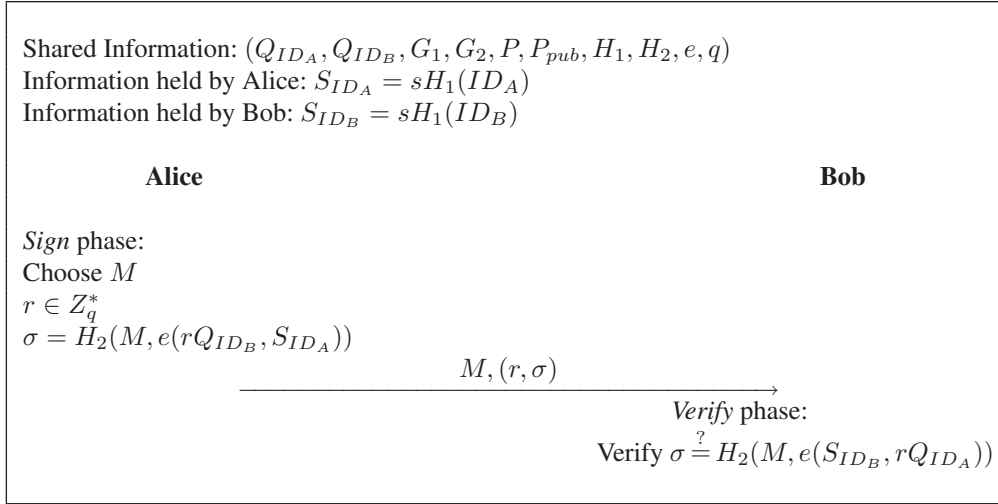 Shared Information: (Q_{ID_A}, Q_{ID_B}, G_1, G_2, P, P_{pub}, H_1, H_2, e, q)
Information held by Alice: S_{ID_A} = sH_1(ID_A)
Information held by Bob: S_{ID_B} = sH_1(ID_B)
Alice Bob
Sign phase:
Choose M
r ∈ Z_q^*
σ = H_2(M, e(rQ_{ID_B}, S_{ID_A}))
M, (r, σ)
Verify phase:
Verify σ ≟ H_2(M, e(S_{ID_B}, rQ_{ID_A}))